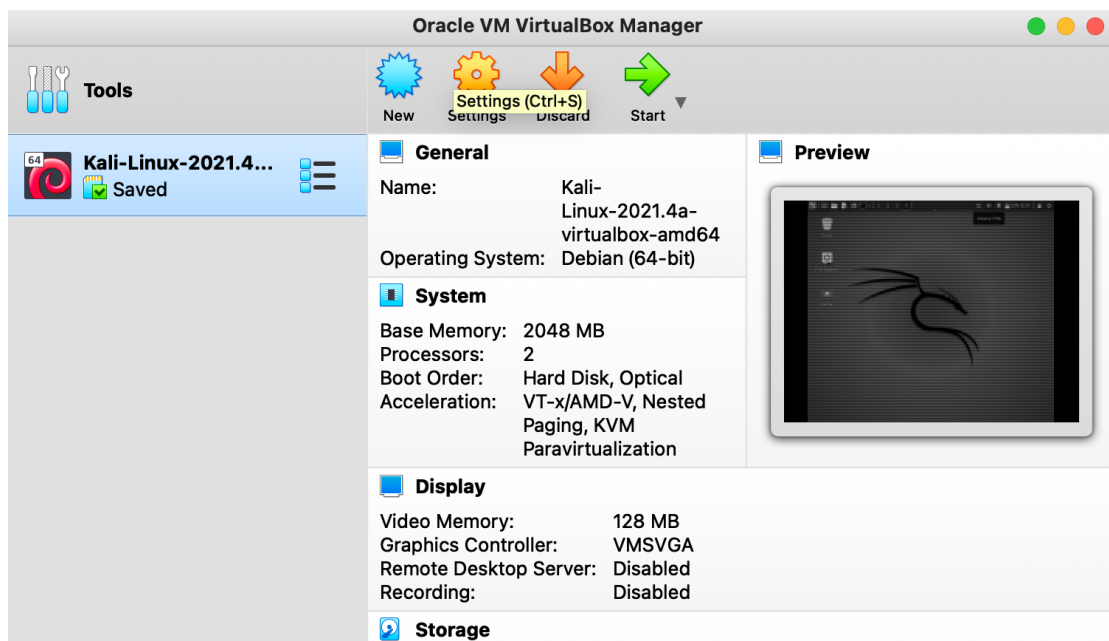 Oracle VM VirtualBox Manager
Tools
New
Settings
Discard
Start
Settings (Ctrl+S)
64
Kali-Linux-2021.4...
Saved
General
Name: Kali-
Linux-2021.4a-
virtualbox-amd64
Operating System: Debian (64-bit)
System
Base Memory: 2048 MB
Processors: 2
Boot Order: Hard Disk, Optical
Acceleration: VT-x/AMD-V, Nested
Paging, KVM
Paravirtualization
Preview
Display
Video Memory: 128 MB
Graphics Controller: VMSVGA
Remote Desktop Server: Disabled
Recording: Disabled
Storage